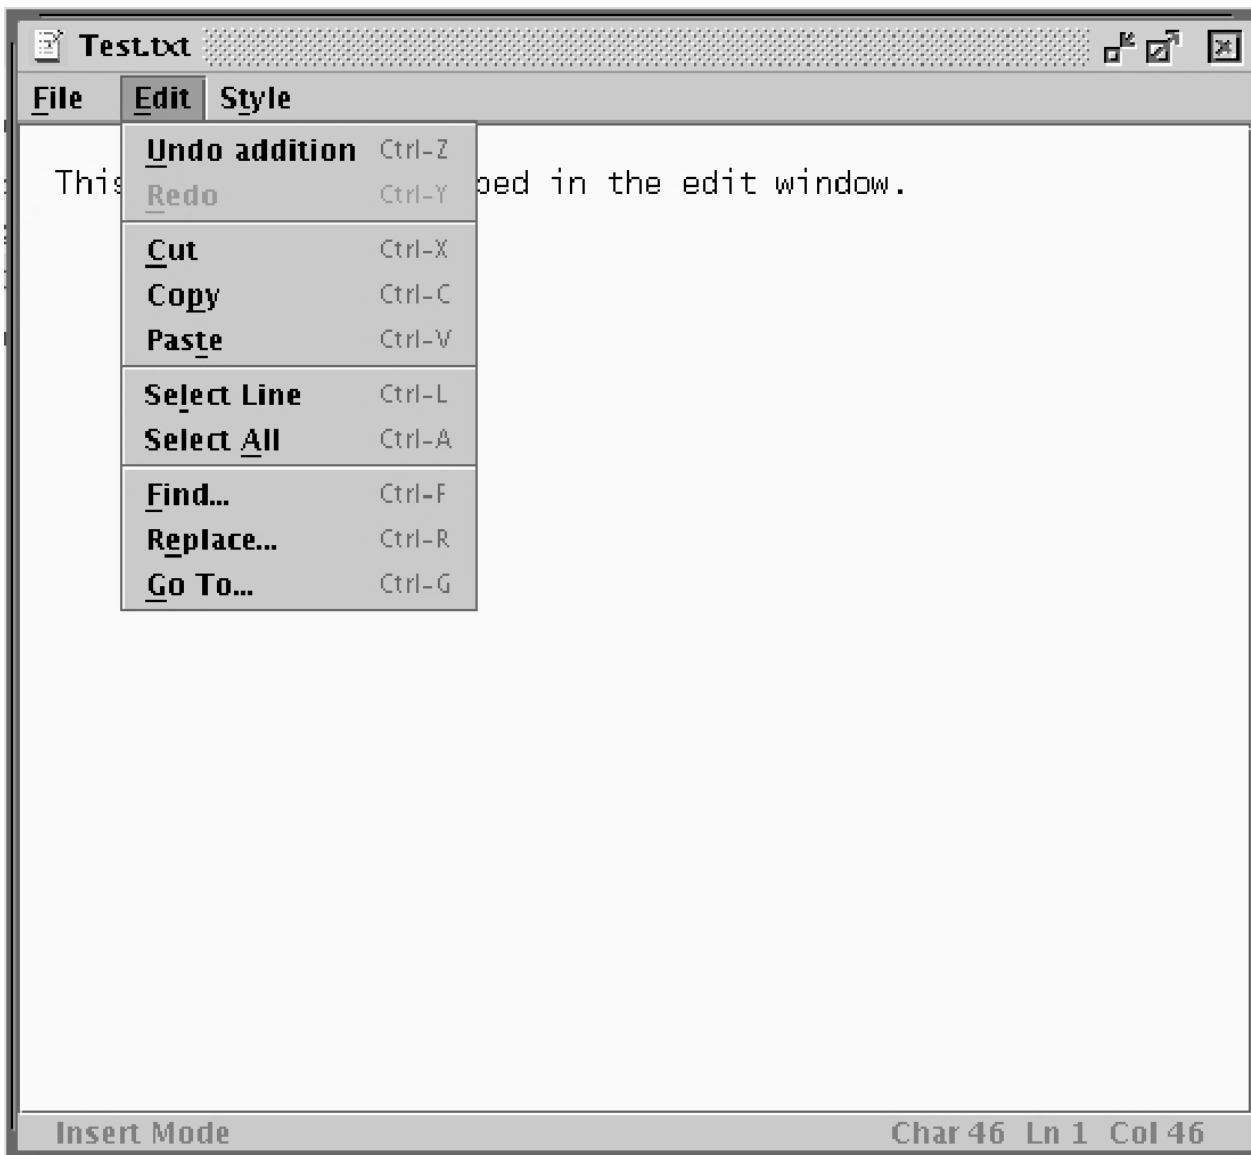 Test.txt
File Edit Style
Undo addition Ctrl-Z
This in the edit window.
Redo Ctrl-Y
Cut Ctrl-X
Copy Ctrl-C
Paste Ctrl-V
Select Line Ctrl-L
Select All Ctrl-A
Find... Ctrl-F
Replace... Ctrl-R
Go To... Ctrl-G
Insert Mode Char 46 Ln 1 Col 46